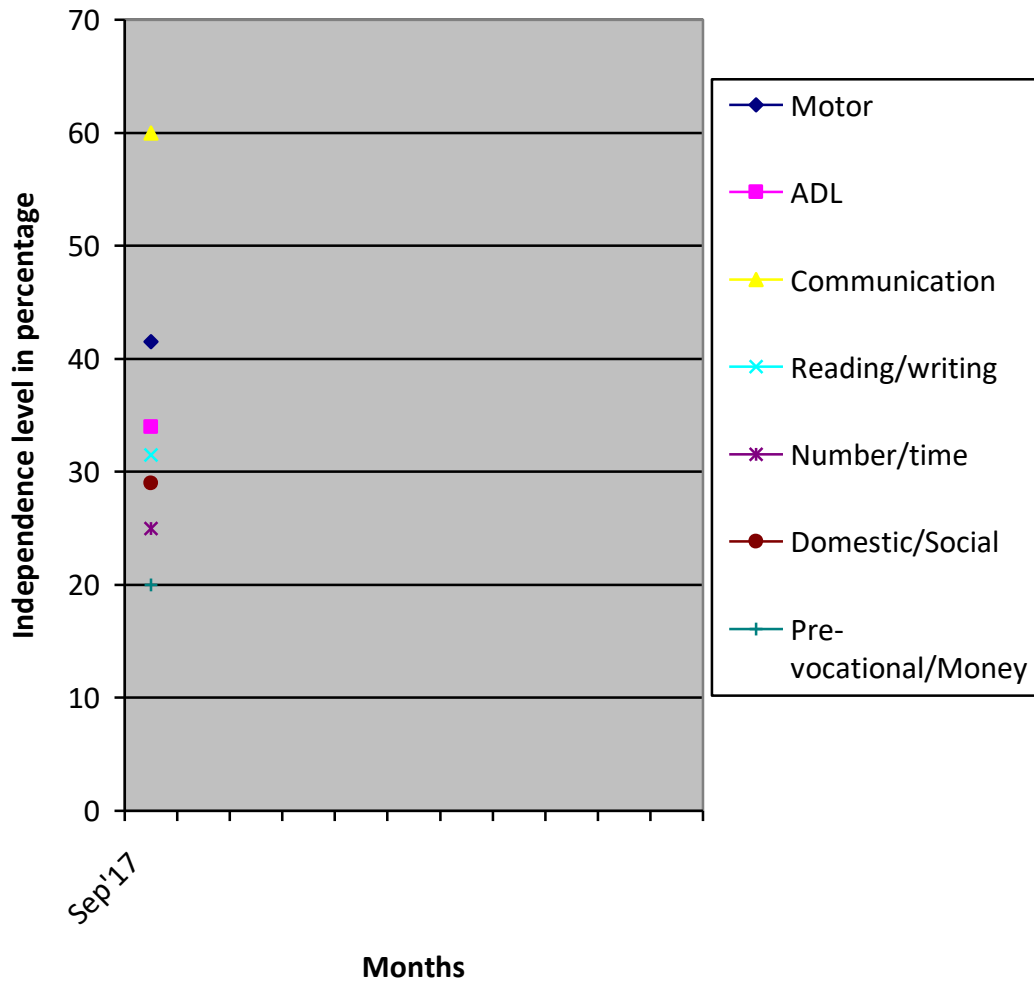 70
60
50
40
30
20
10
0
Independence level in percentage
Sep'17
Months
Motor
ADL
Communication
Reading/writing
Number/time
Domestic/Social
Pre-
vocational/Money